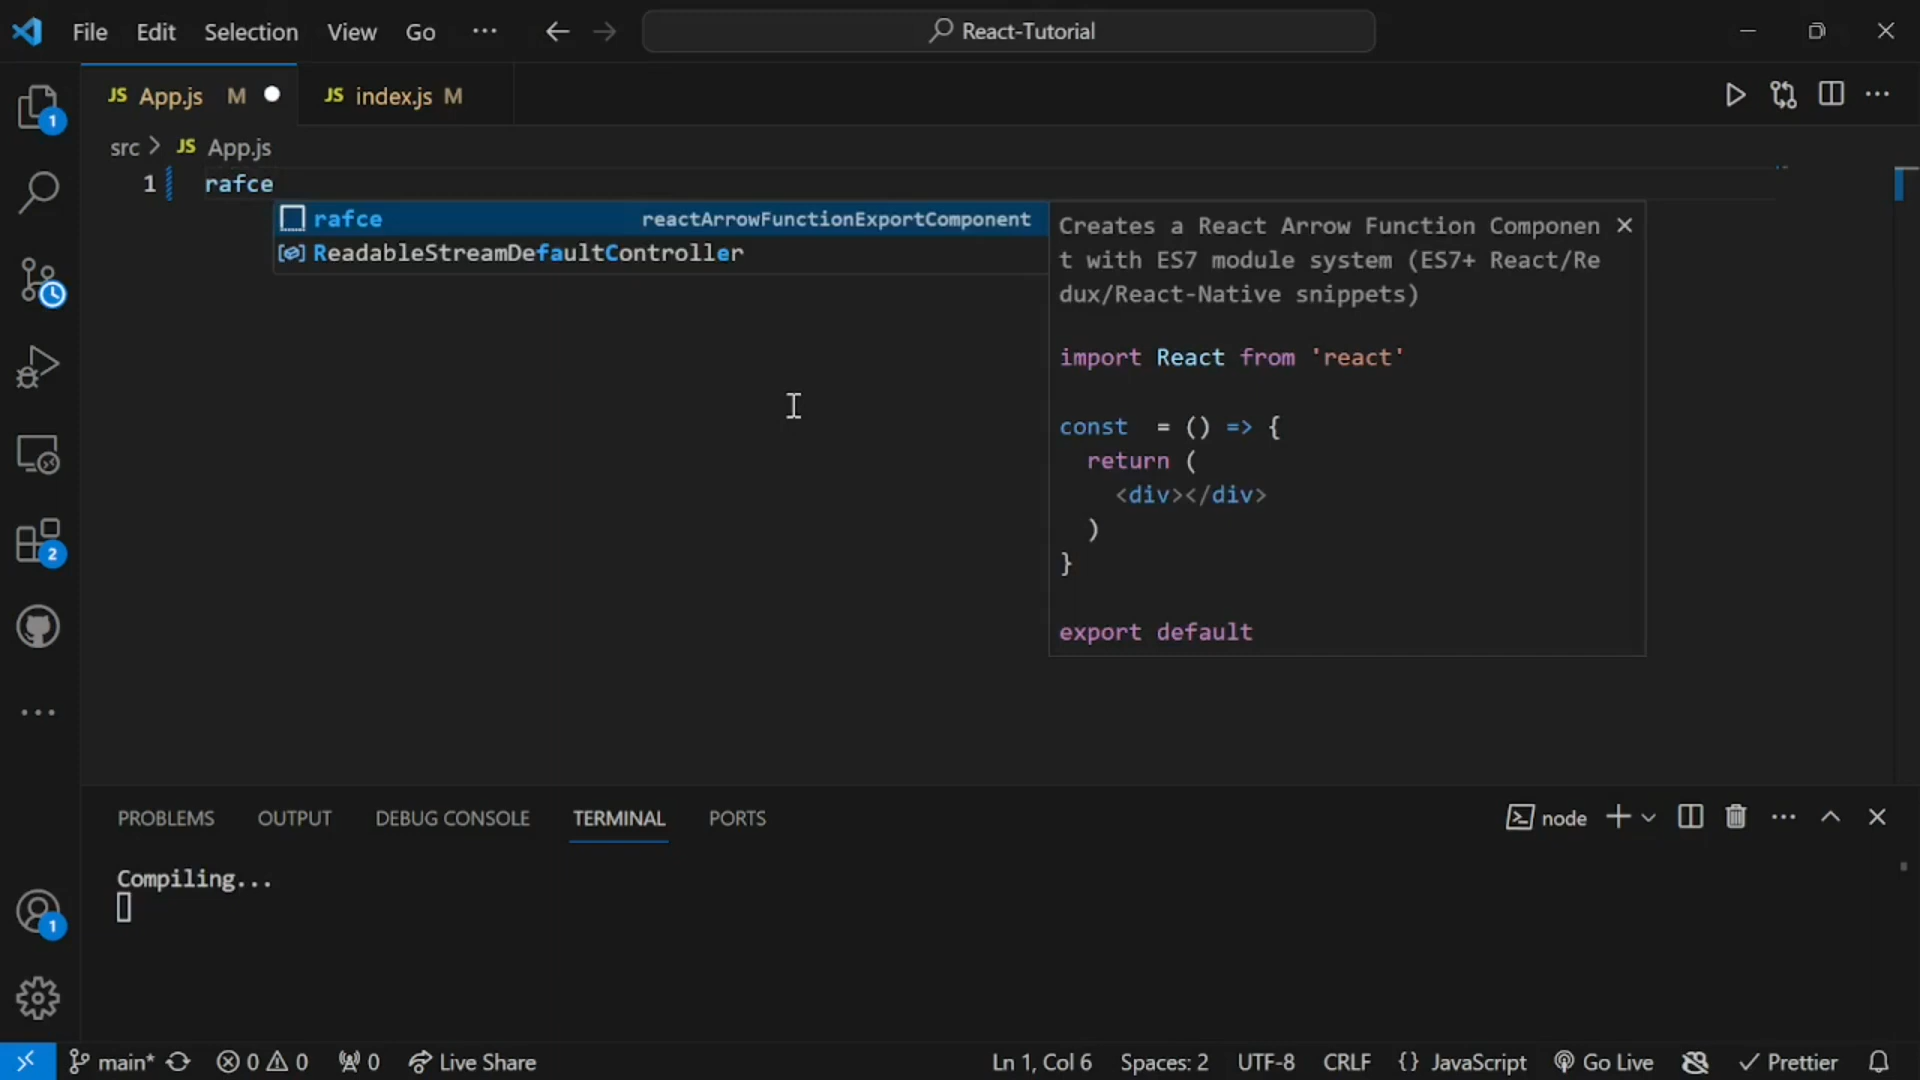 File Edit Selection View Go ··· React-Tutorial
JS App.js M JS index.js M
1
src > JS App.js
1 rafce
rafce reactArrowFunctionExportComponent
ReadableStreamDefaultController
Creates a React Arrow Function Componen
t with ES7 module system (ES7+ React/Re
dux/React-Native snippets)
import React from 'react'
const  = () => {
return (
<div></div>
)
}
export default
2
PROBLEMS OUTPUT DEBUG CONSOLE TERMINAL PORTS node
Compiling...
1
main* 0 0 0 Live Share Ln 1, Col 6 Spaces: 2 UTF-8 CRLF {} JavaScript Go Live Prettier